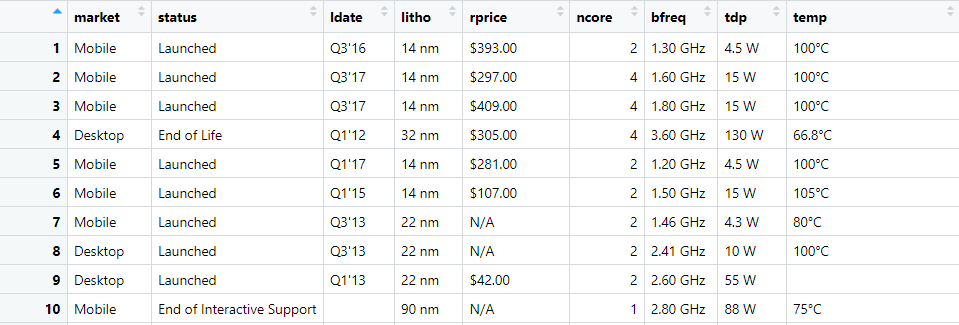 market status ldate litho rprice ncore bfreq tdp temp
1 Mobile Launched Q3'16 14 nm $393.00 2 1.30 GHz 4.5 W 100°C
2 Mobile Launched Q3'17 14 nm $297.00 4 1.60 GHz 15 W 100°C
3 Mobile Launched Q3'17 14 nm $409.00 4 1.80 GHz 15 W 100°C
4 Desktop End of Life Q1'12 32 nm $305.00 4 3.60 GHz 130 W 66.8°C
5 Mobile Launched Q1'17 14 nm $281.00 2 1.20 GHz 4.5 W 100°C
6 Mobile Launched Q1'15 14 nm $107.00 2 1.50 GHz 15 W 105°C
7 Mobile Launched Q3'13 22 nm N/A 2 1.46 GHz 4.3 W 80°C
8 Desktop Launched Q3'13 22 nm N/A 2 2.41 GHz 10 W 100°C
9 Desktop Launched Q1'13 22 nm $42.00 2 2.60 GHz 55 W
10 Mobile End of Interactive Support 90 nm N/A 1 2.80 GHz 88 W 75°C